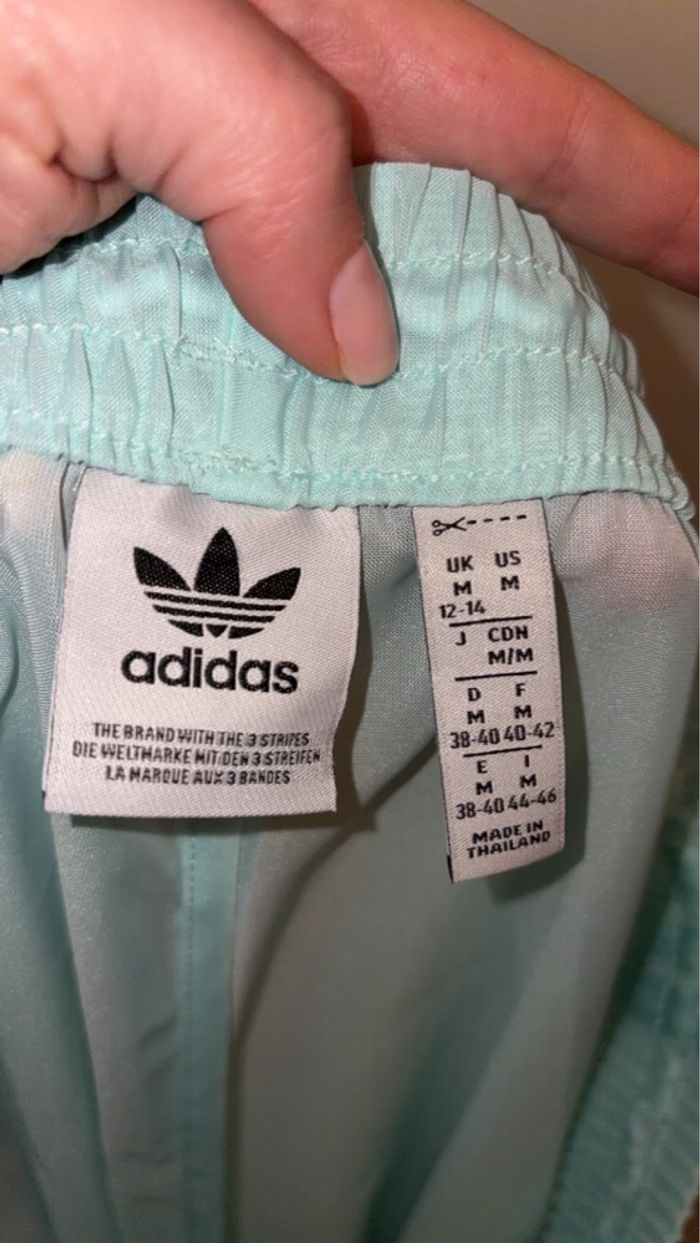 adidas
THE BRAND WITH THE 3 STRIPES
DIE WELTMARKE MIT DEN 3 STREIFEN
LA MARQUE AUX 3 BANDES
UK US
M M
12-14
J CDN
M/M
D F
M M
38-40 40-42
E I
M M
38-40 44-46
MADE IN
THAILAND